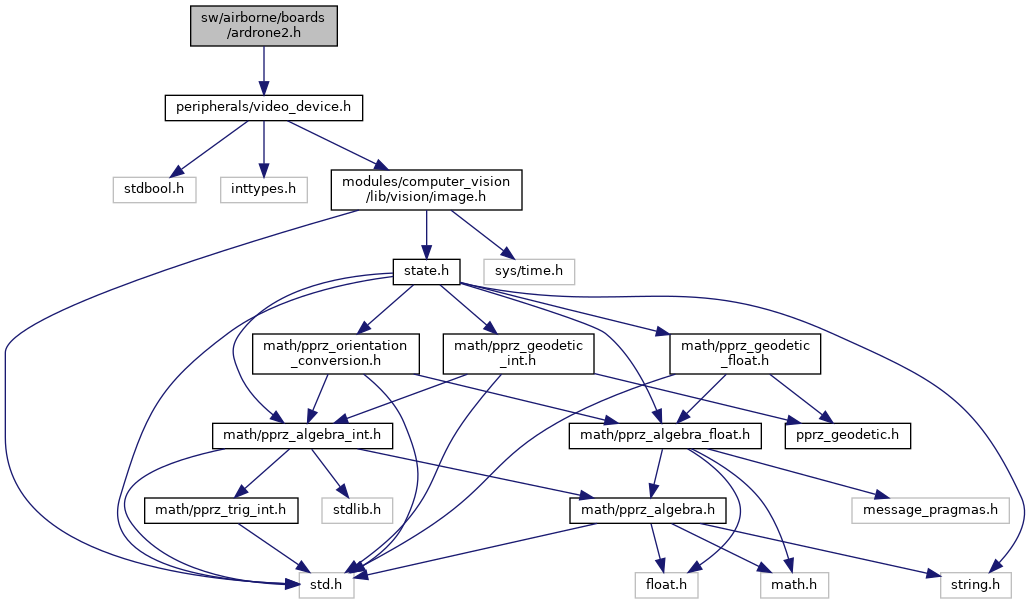 sw/airborne/boards
/ardrone2.h
peripherals/video_device.h
stdbool.h
inttypes.h
modules/computer_vision
/lib/vision/image.h
state.h
sys/time.h
math/pprz_orientation
_conversion.h
math/pprz_geodetic
_int.h
math/pprz_geodetic
_float.h
math/pprz_algebra_int.h
math/pprz_algebra_float.h
pprz_geodetic.h
math/pprz_trig_int.h
stdlib.h
math/pprz_algebra.h
message_pragmas.h
std.h
float.h
math.h
string.h